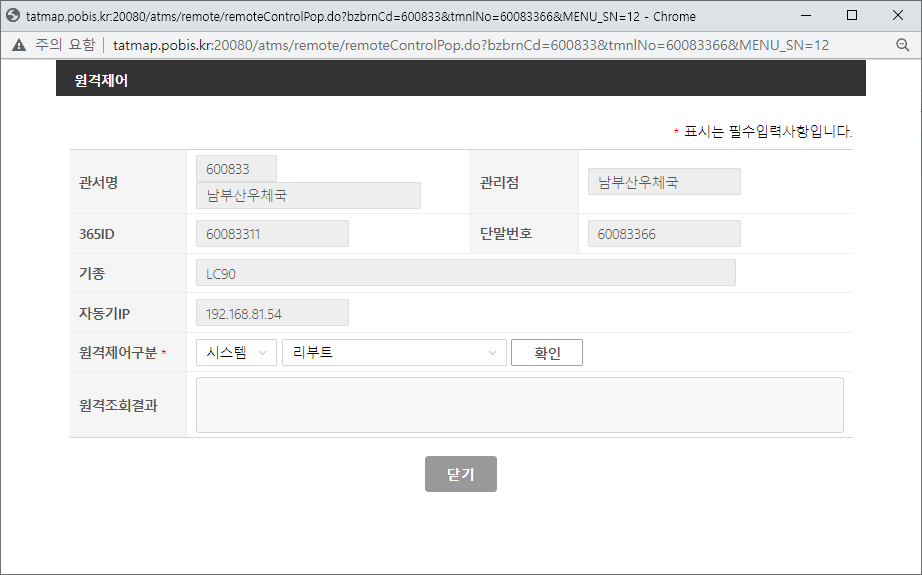 tatmap.pobis.kr:20080/atms/remote/remoteControlPop.do?bzbrnCd=600833&tmnlNo=60083366&MENU_SN=12 - Chrome
주의 요함 | tatmap.pobis.kr:20080/atms/remote/remoteControlPop.do?bzbrnCd=600833&tmnlNo=60083366&MENU_SN=12
원격제어
* 표시는 필수입력사항입니다.
관서명 600833 남부산우체국 관리점 남부산우체국
365ID 60083311 단말번호 60083366
기종 LC90
자동기IP 192.168.81.54
원격제어구분 * 시스템 리부트 확인
원격조회결과
닫기